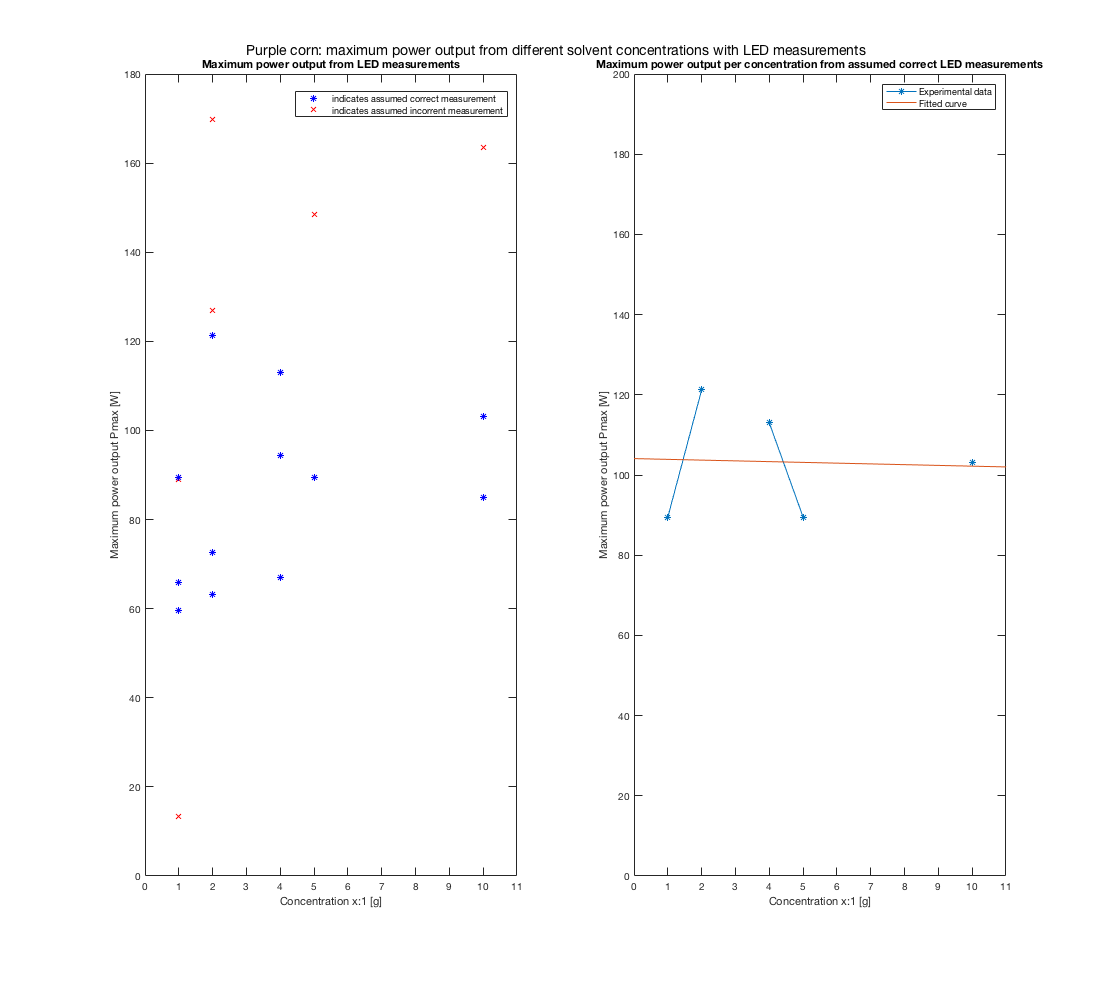 Purple corn: maximum power output from different solvent concentrations with LED measurements
Maximum power output from LED measurements
180
160
140
120
100
80
60
40
20
0
Maximum power output Pmax [W]
indicates assumed correct measurement
indicates assumed incorrent measurement
0 1 2 3 4 5 6 7 8 9 10 11
Concentration x:1 [g]
Maximum power output per concentration from assumed correct LED measurements
200
180
160
140
120
100
80
60
40
20
0
Maximum power output Pmax [W]
Experimental data
Fitted curve
0 1 2 3 4 5 6 7 8 9 10 11
Concentration x:1 [g]